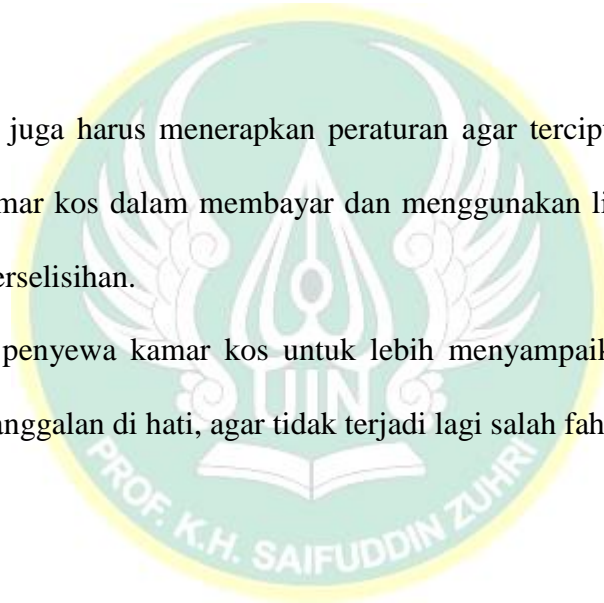 juga harus menerapkan peraturan agar tercip
mar kos dalam membayar dan menggunakan li
erselisihan.
penyewa kamar kos untuk lebih menyampaik
anggalan di hati, agar tidak terjadi lagi salah fah
UIN
PROF. K.H. SAIFUDDIN ZUHRI